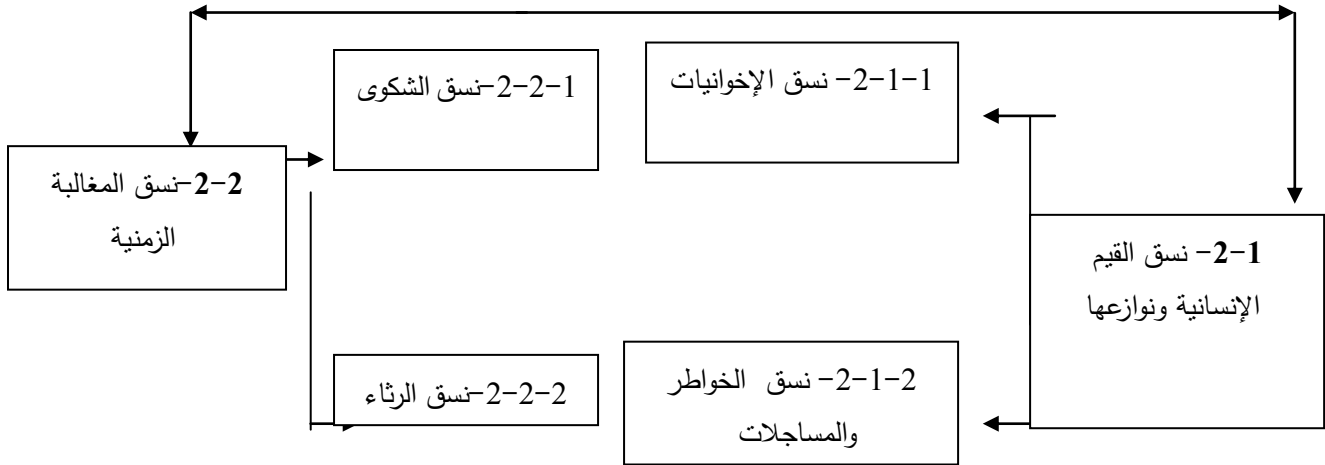 2-2-1-نسق الشكوى
2-1-1- نسق الإخوانيات
2-2-نسق المغالبة
الزمنية
2-1- نسق القيم
الإنسانية ونوازعها
2-2-2-نسق الرثاء
2-1-2- نسق الخواطر
والمساجلات